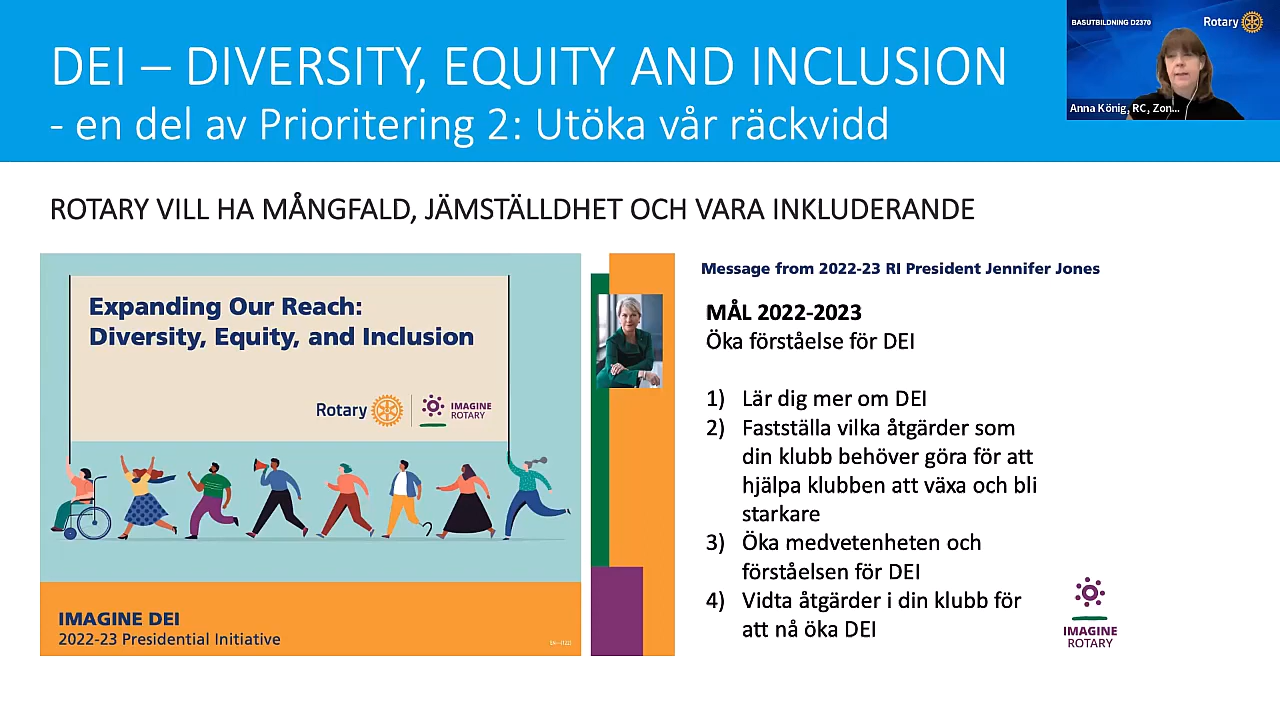 DEI – DIVERSITY, EQUITY AND INCLUSION
- en del av Prioritering 2: Utöka vår räckvidd
BASUTBILDNING D2370
Rotary
Anna König, RC, Zon...
ROTARY VILL HA MÅNGFALD, JÄMSTÄLLDHET OCH VARA INKLUDERANDE
Expanding Our Reach:
Diversity, Equity, and Inclusion
Rotary
IMAGINE
ROTARY
IMAGINE DEI
2022-23 Presidential Initiative
Message from 2022-23 RI President Jennifer Jones
MÅL 2022-2023
Öka förståelse för DEI
1) Lär dig mer om DEI
2) Fastställa vilka åtgärder som
din klubb behöver göra för att
hjälpa klubben att växa och bli
starkare
3) Öka medvetenheten och
förståelsen för DEI
4) Vidta åtgärder i din klubb för
att nå öka DEI
IMAGINE
ROTARY